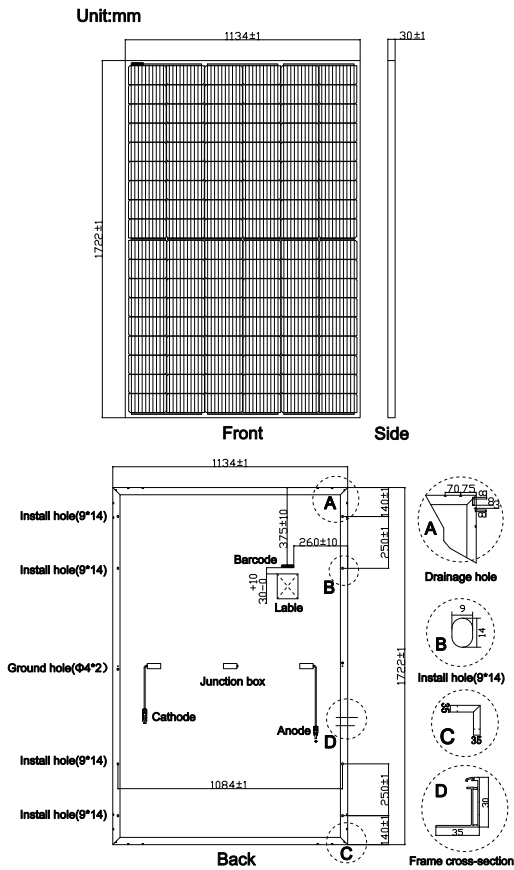 Unit:mm
1134±1
30±1
1722±1
Front
Side
1134±1
Install hole(9*14)
375±10
260±10
140±1
250±1
A
Barcode
Install hole(9*14)
+10
30-0
Lable
B
1722±1
Ground hole(Φ4*2)
Junction box
Cathode
Anode
D
Install hole(9*14)
1084±1
250±1
Install hole(9*14)
140±1
C
Back
70,75
A
Drainage hole
9
14
B
Install hole(9*14)
35
35
C
D
30
35
Frame cross-section